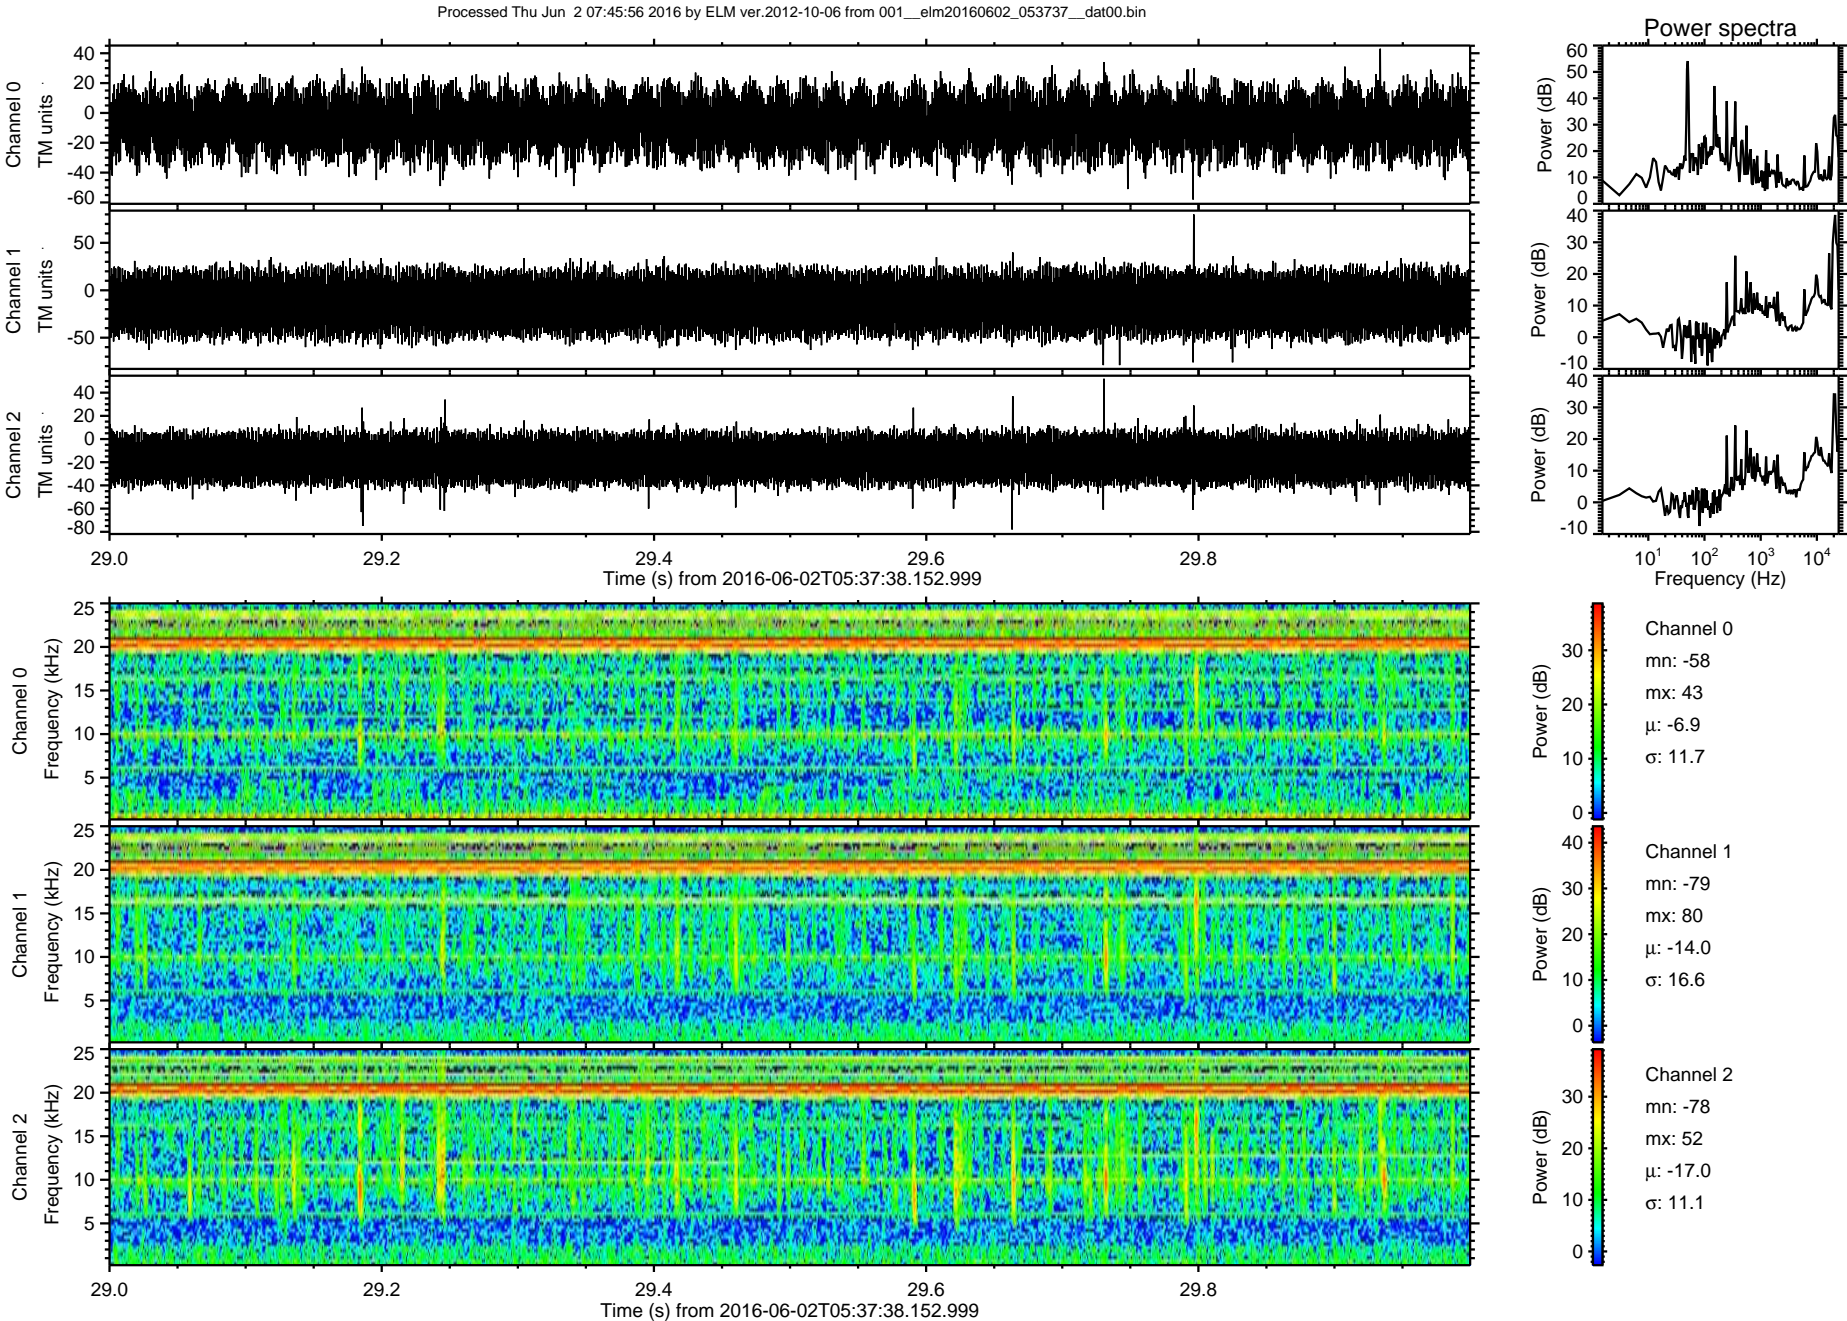 Processed Thu Jun 2 07:45:56 2016 by ELM ver.2012-10-06 from 001__elm20160602_053737__dat00.bin
Power spectra
Channel 0
TM units
40
20
0
-20
-40
-60
Power (dB)
60
50
40
30
20
10
0
Channel 1
TM units
50
0
-50
Power (dB)
40
30
20
10
0
-10
Channel 2
TM units
40
20
0
-20
-40
-60
-80
Power (dB)
40
30
20
10
0
-10
29.0 29.2 29.4 29.6 29.8
Time (s) from 2016-06-02T05:37:38.152.999
10¹ 10² 10³ 10⁴
Frequency (Hz)
Channel 0
Frequency (kHz)
25
20
15
10
5
Power (dB)
30
20
10
0
Channel 0
mn: -58
mx: 43
μ: -6.9
σ: 11.7
Channel 1
Frequency (kHz)
25
20
15
10
5
Power (dB)
40
30
20
10
0
Channel 1
mn: -79
mx: 80
μ: -14.0
σ: 16.6
Channel 2
Frequency (kHz)
25
20
15
10
5
Power (dB)
30
20
10
0
Channel 2
mn: -78
mx: 52
μ: -17.0
σ: 11.1
29.0 29.2 29.4 29.6 29.8
Time (s) from 2016-06-02T05:37:38.152.999